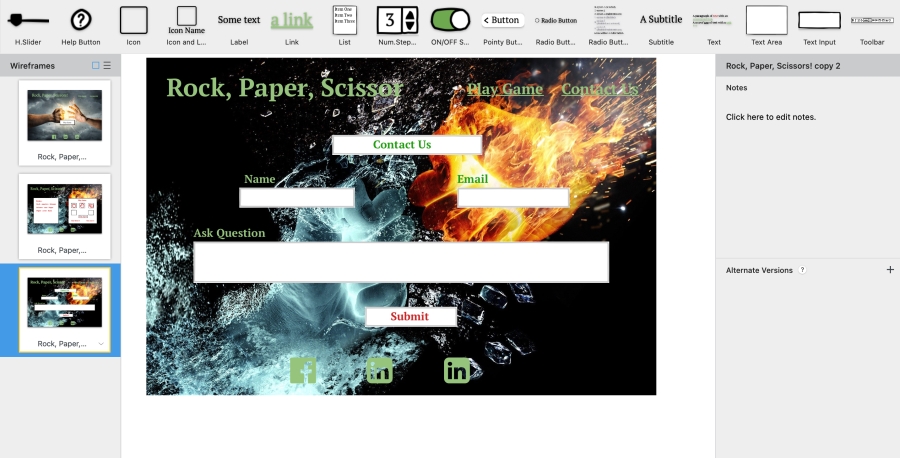 Some text
Icon Name
a link
Item One
Item Two
Item Three
3
< Button
Radio Button
A Subtitle
H.Slider
Help Button
Icon
Icon and L...
Label
Link
List
Num.Step...
ON/OFF S...
Pointy But...
Radio Butt...
Radio Butt...
Subtitle
Text
Text Area
Text Input
Toolbar
Wireframes
Rock, Paper, Scissors! copy 2
Notes
Click here to edit notes.
Alternate Versions ?
Rock, Paper,...
Rock, Paper,...
Rock, Paper,...
Rock, Paper, Scissor
Play Game
Contact Us
Contact Us
Name
Email
Ask Question
Submit
f
in
in